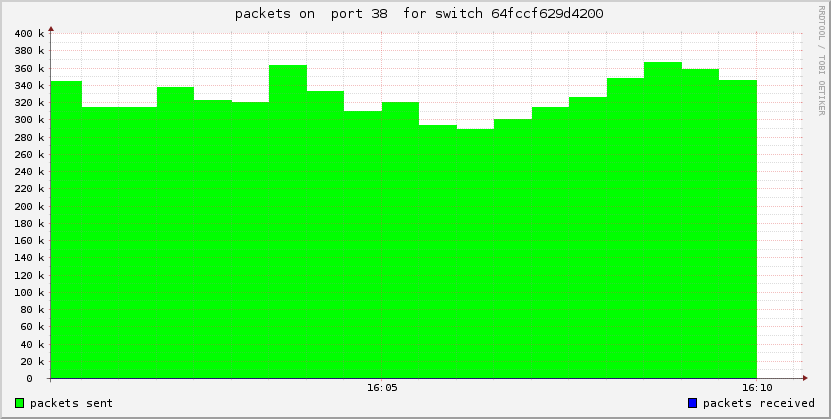 packets on  port 38  for switch 64fccf629d4200
RRDTOOL / TOBI OETIKER
400 k
380 k
360 k
340 k
320 k
300 k
280 k
260 k
240 k
220 k
200 k
180 k
160 k
140 k
120 k
100 k
80 k
60 k
40 k
20 k
0
16:05 16:10
packets sent packets received